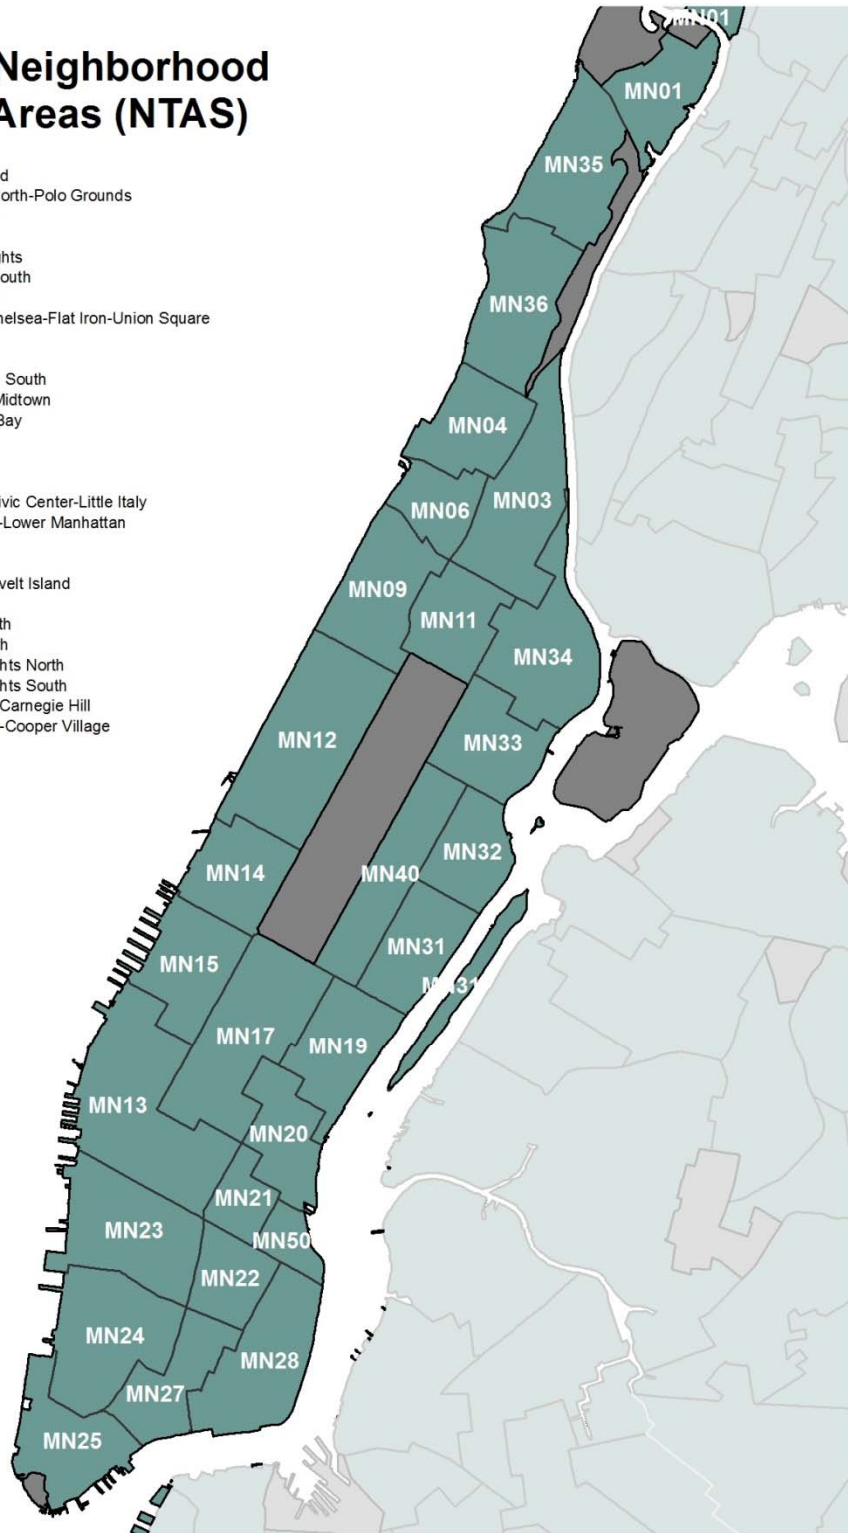 Neighborhood
Areas (NTAS)
d
orth-Polo Grounds
ghts
outh
helsea-Flat Iron-Union Square
South
Midtown
Bay
ivic Center-Little Italy
-Lower Manhattan
velt Island
th
h
hts North
hts South
Carnegie Hill
-Cooper Village
MN01
MN01
MN35
MN36
MN04
MN03
MN06
MN09
MN11
MN34
MN12
MN33
MN32
MN14
MN40
MN31
MN15
MN31
MN17
MN19
MN13
MN20
MN21
MN23
MN50
MN22
MN24
MN28
MN27
MN25